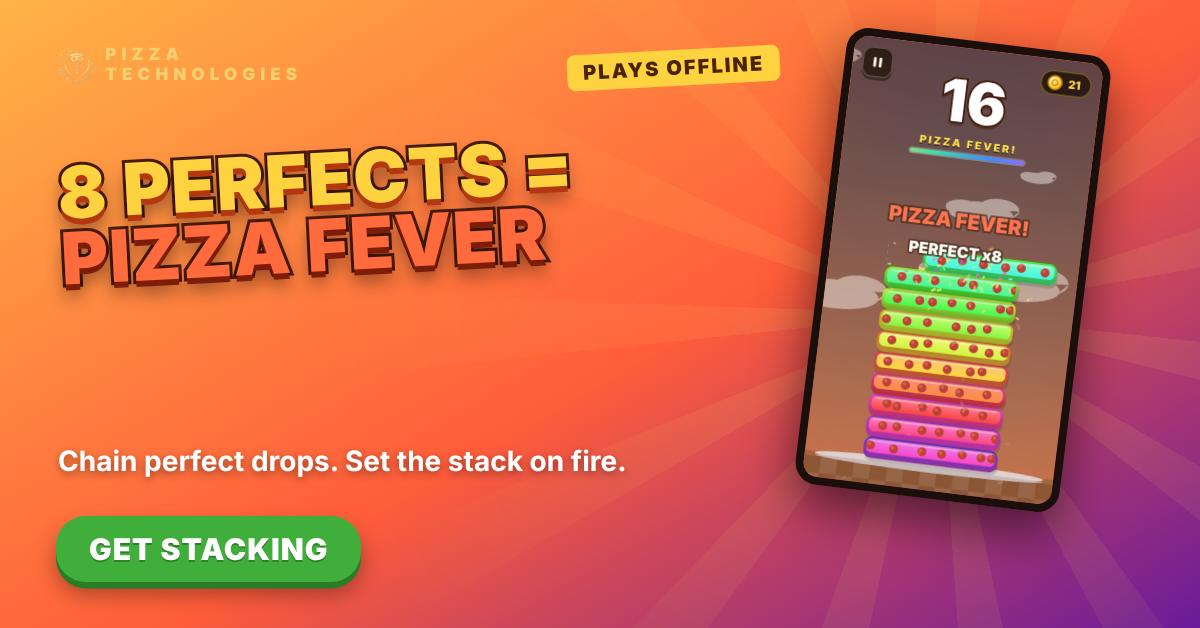 PIZZA
TECHNOLOGIES
PLAYS OFFLINE
8 PERFECTS =
PIZZA FEVER
Chain perfect drops. Set the stack on fire.
GET STACKING
21
16
PIZZA FEVER!
PIZZA FEVER!
PERFECT x8